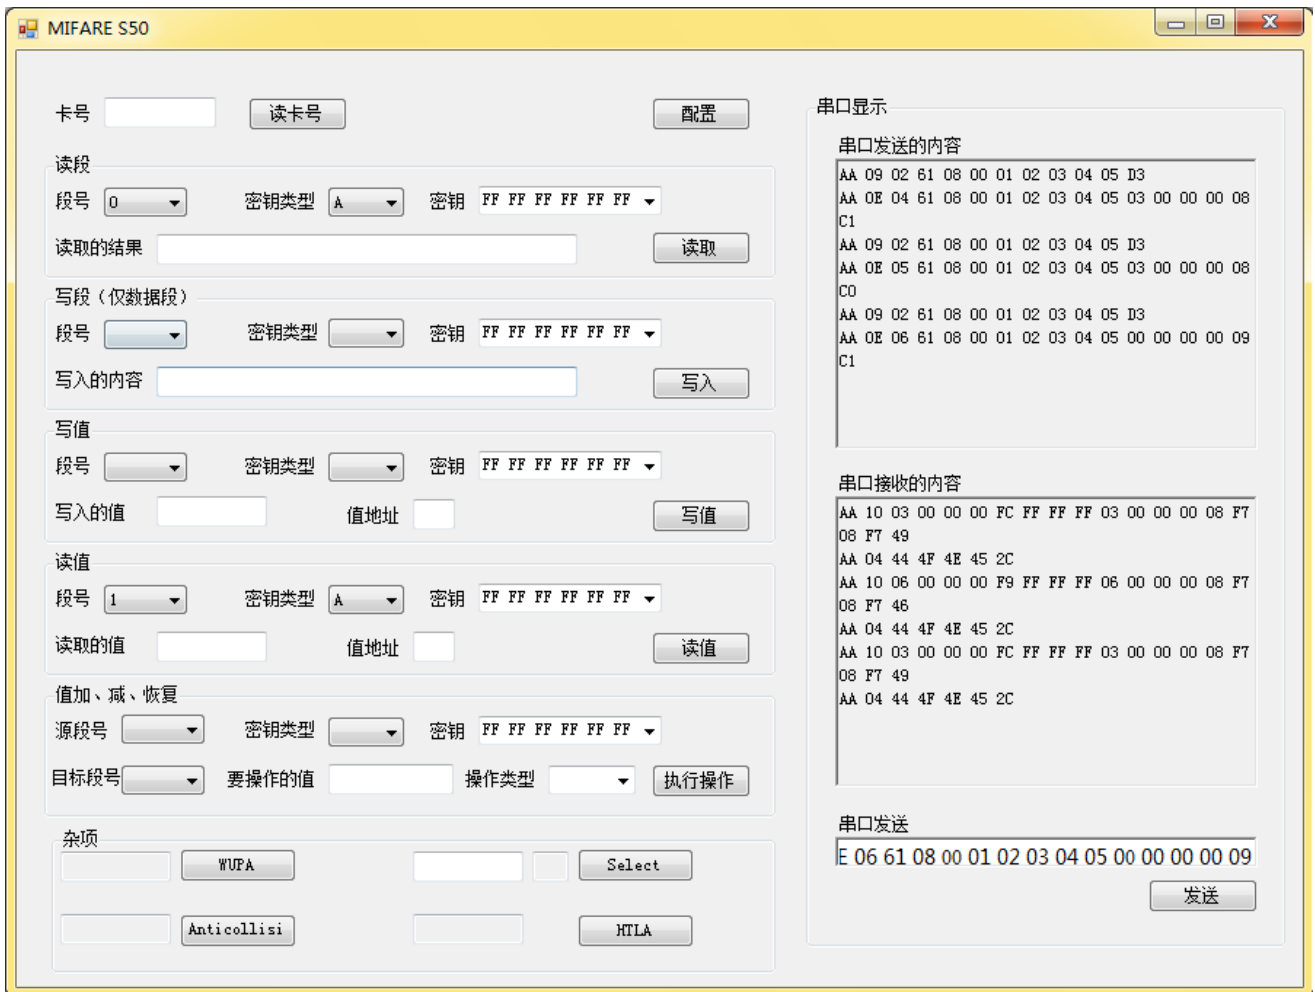 MIFARE S50
卡号 读卡号 配置
读段
段号 0 密钥类型 A 密钥 FF FF FF FF FF FF
读取的结果 读取
写段（仅数据段）
段号 密钥类型 密钥 FF FF FF FF FF FF
写入的内容 写入
写值
段号 密钥类型 密钥 FF FF FF FF FF FF
写入的值 值地址 写值
读值
段号 1 密钥类型 A 密钥 FF FF FF FF FF FF
读取的值 值地址 读值
值加、减、恢复
源段号 密钥类型 密钥 FF FF FF FF FF FF
目标段号 要操作的值 操作类型 执行操作
杂项
WUPA Select
Anticollisi HTLA
串口显示
串口发送的内容
AA 09 02 61 08 00 01 02 03 04 05 D3
AA 0E 04 61 08 00 01 02 03 04 05 03 00 00 00 08
C1
AA 09 02 61 08 00 01 02 03 04 05 D3
AA 0E 05 61 08 00 01 02 03 04 05 03 00 00 00 08
C0
AA 09 02 61 08 00 01 02 03 04 05 D3
AA 0E 06 61 08 00 01 02 03 04 05 00 00 00 00 09
C1
串口接收的内容
AA 10 03 00 00 00 FC FF FF FF 03 00 00 00 08 F7
08 F7 49
AA 04 44 4F 4E 45 2C
AA 10 06 00 00 00 F9 FF FF FF 06 00 00 00 08 F7
08 F7 46
AA 04 44 4F 4E 45 2C
AA 10 03 00 00 00 FC FF FF FF 03 00 00 00 08 F7
08 F7 49
AA 04 44 4F 4E 45 2C
串口发送
E 06 61 08 00 01 02 03 04 05 00 00 00 00 09
发送